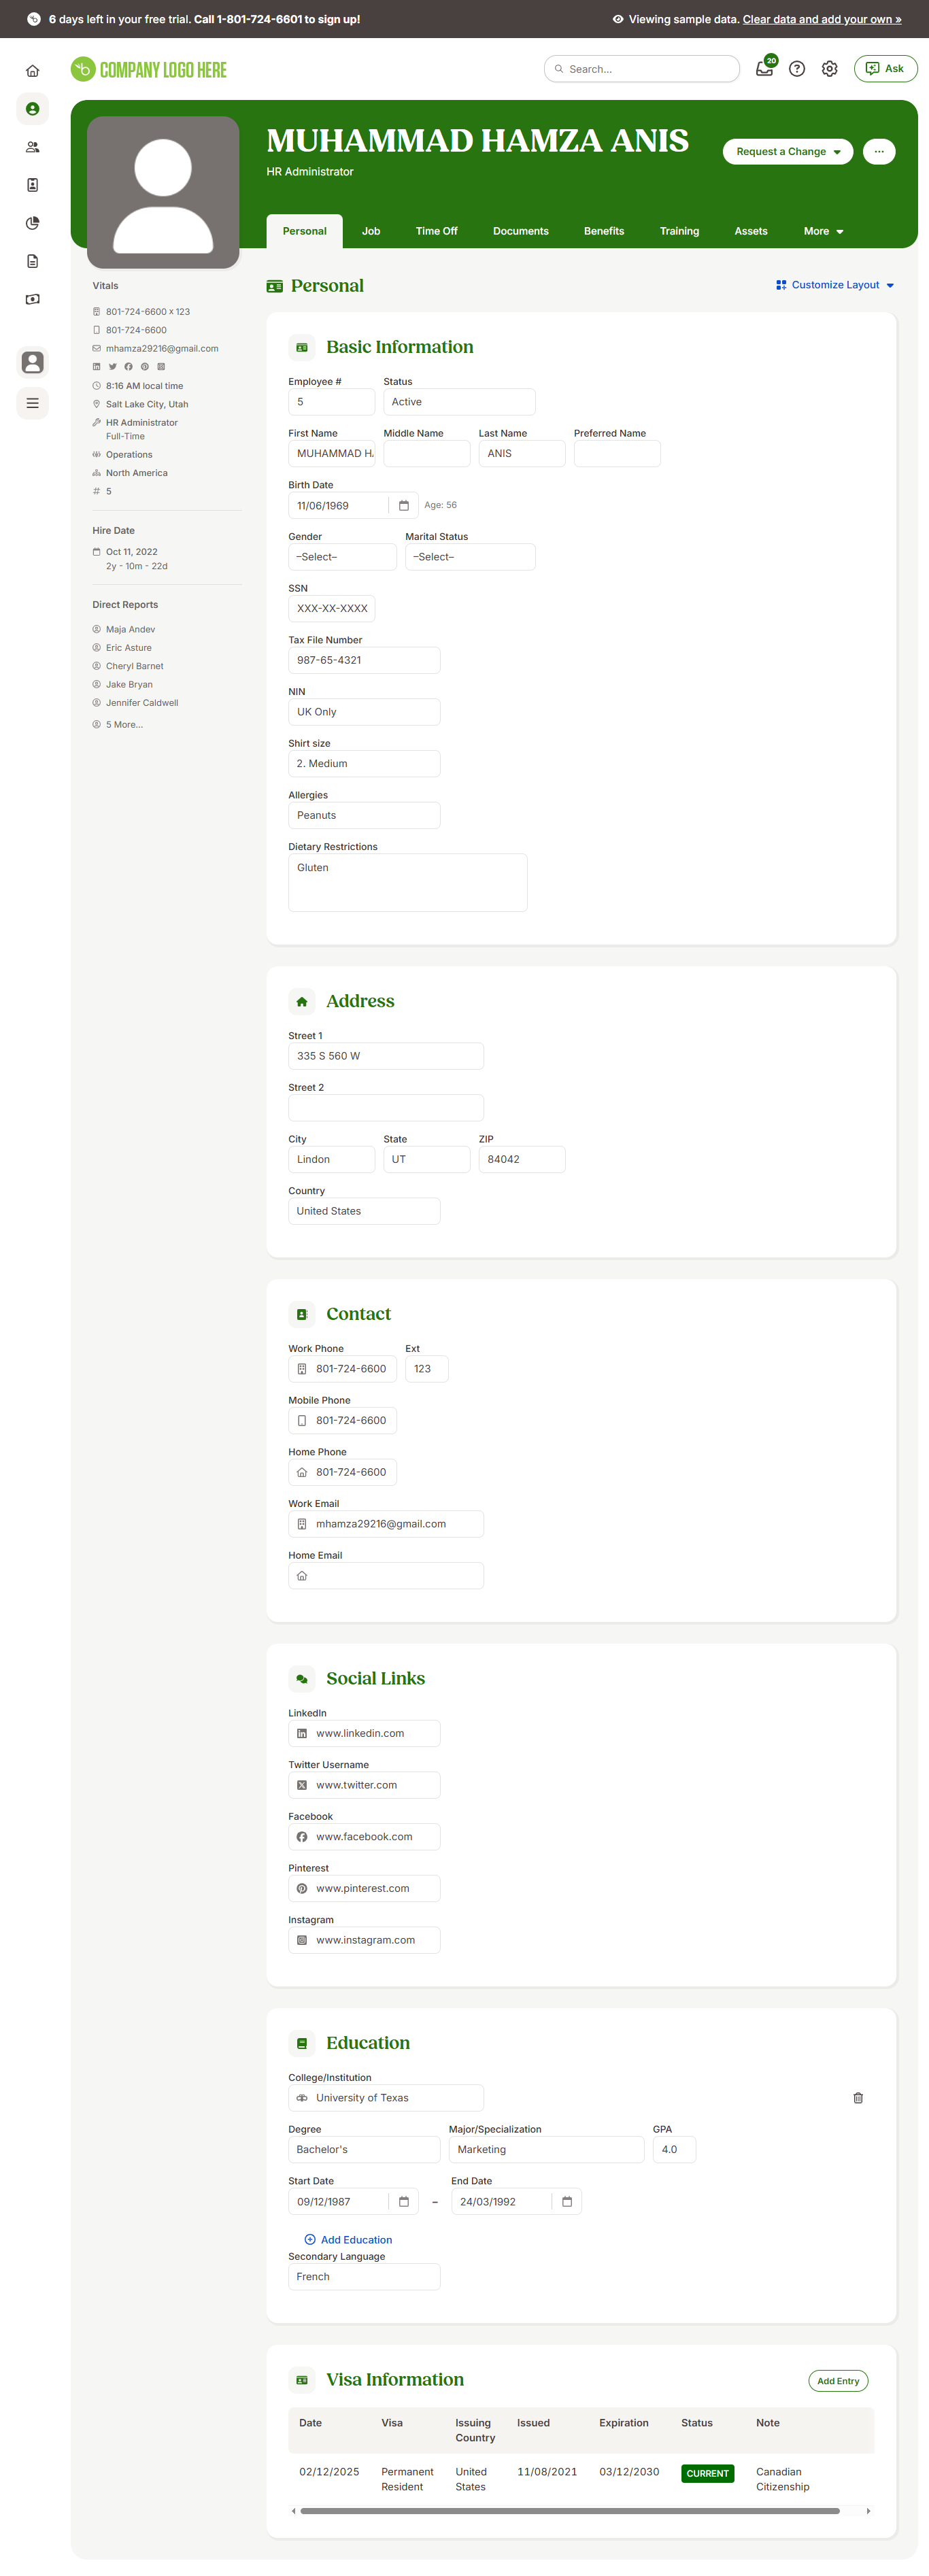 6 days left in your free trial. Call 1-801-724-6601 to sign up!
Viewing sample data. Clear data and add your own »
COMPANY LOGO HERE
Search...
20
Ask
MUHAMMAD HAMZA ANIS
HR Administrator
Request a Change
...
Personal
Job
Time Off
Documents
Benefits
Training
Assets
More
Vitals
801-724-6600 x 123
801-724-6600
mhamza29216@gmail.com
8:16 AM local time
Salt Lake City, Utah
HR Administrator
Full-Time
Operations
North America
# 5
Hire Date
Oct 11, 2022
2y - 10m - 22d
Direct Reports
Maja Andev
Eric Asture
Cheryl Barnet
Jake Bryan
Jennifer Caldwell
5 More...
Personal
Customize Layout
Basic Information
Employee # Status
5 Active
First Name Middle Name Last Name Preferred Name
MUHAMMAD H ANIS
Birth Date
11/06/1969 Age: 56
Gender Marital Status
–Select– –Select–
SSN
XXX-XX-XXXX
Tax File Number
987-65-4321
NIN
UK Only
Shirt size
2. Medium
Allergies
Peanuts
Dietary Restrictions
Gluten
Address
Street 1
335 S 560 W
Street 2
City State ZIP
Lindon UT 84042
Country
United States
Contact
Work Phone Ext
801-724-6600 123
Mobile Phone
801-724-6600
Home Phone
801-724-6600
Work Email
mhamza29216@gmail.com
Home Email
Social Links
LinkedIn
www.linkedin.com
Twitter Username
www.twitter.com
Facebook
www.facebook.com
Pinterest
www.pinterest.com
Instagram
www.instagram.com
Education
College/Institution
University of Texas
Degree Major/Specialization GPA
Bachelor's Marketing 4.0
Start Date End Date
09/12/1987 – 24/03/1992
Add Education
Secondary Language
French
Visa Information
Add Entry
Date Visa Issuing Country Issued Expiration Status Note
02/12/2025 Permanent Resident United States 11/08/2021 03/12/2030 CURRENT Canadian Citizenship